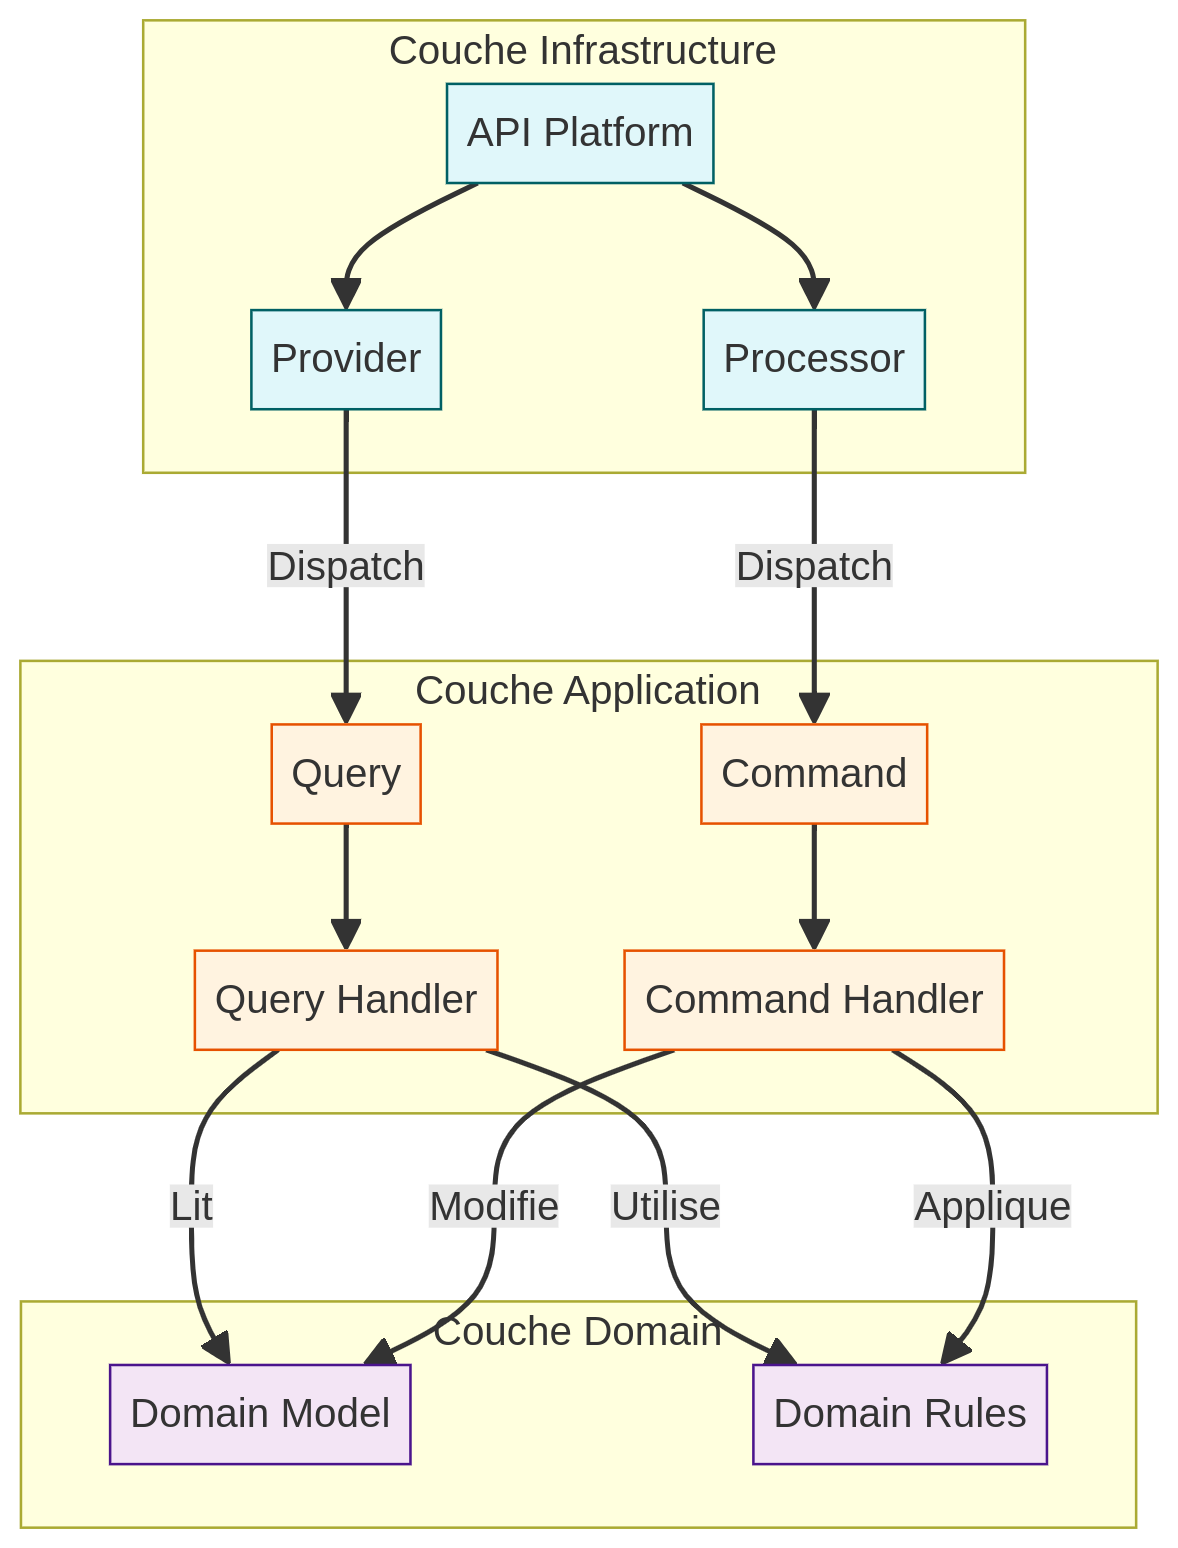 Couche Infrastructure
API Platform
Provider
Processor
Dispatch
Dispatch
Couche Application
Query
Command
Query Handler
Command Handler
Lit
Modifie
Utilise
Applique
Couche Domain
Domain Model
Domain Rules